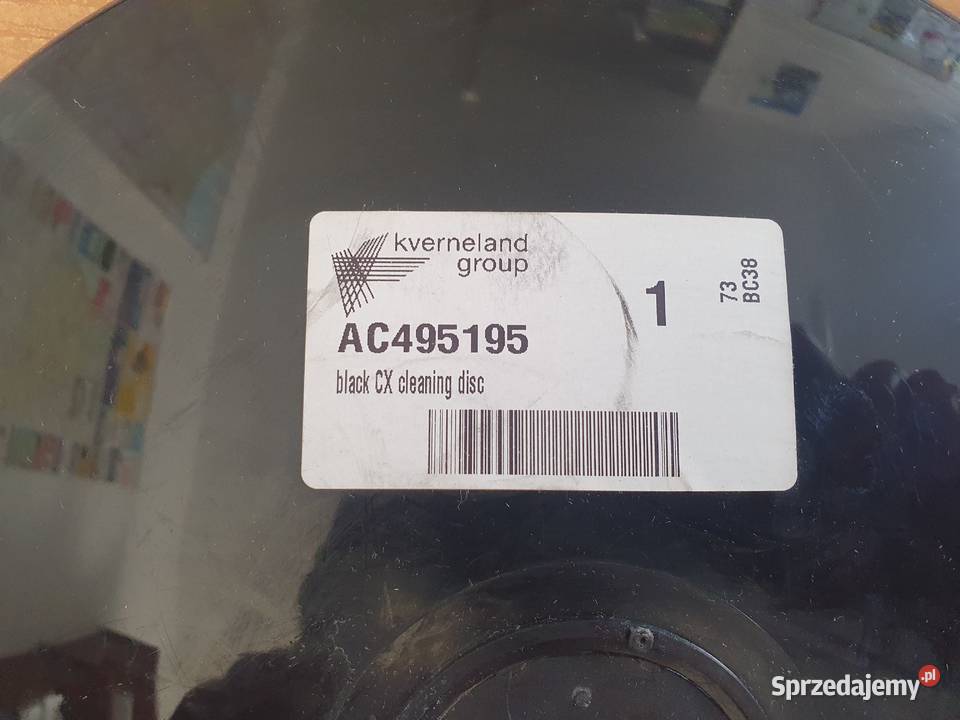 kverneland
group
1
73
BC38
AC495195
black CX cleaning disc
Sprzedajemy.pl